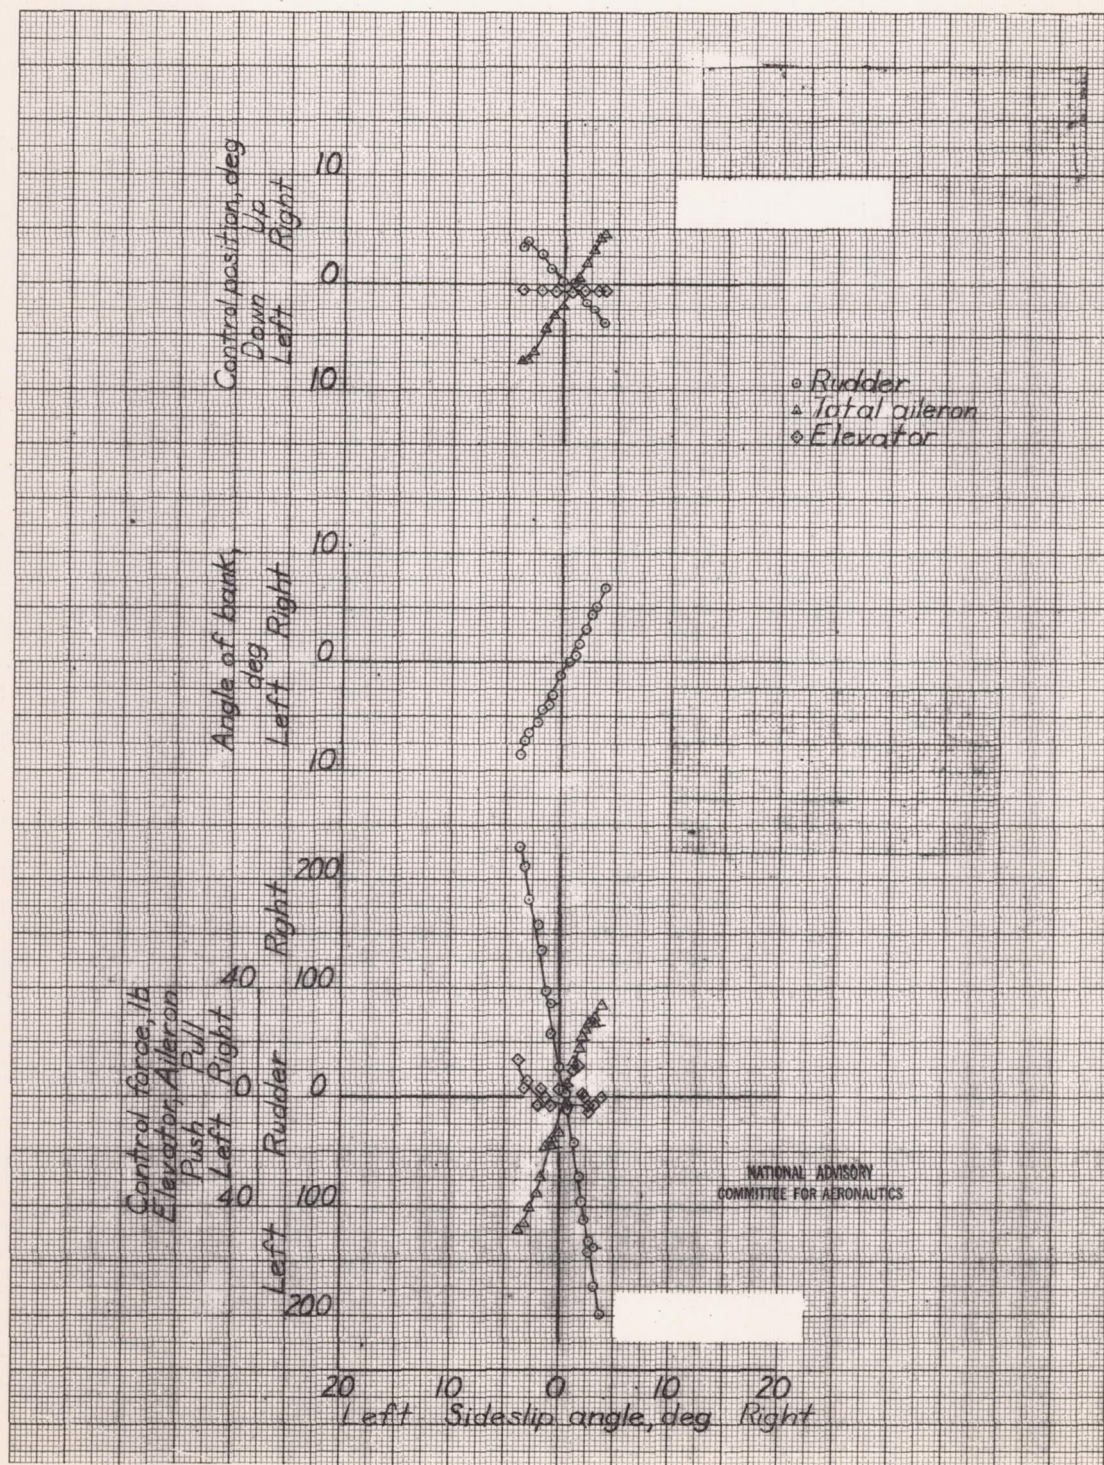 Control position, deg
Down Up
Left Right
10
0
10
Rudder
Total aileron
Elevator
Angle of bank,
deg
Left Right
10
0
10
Control force, lb
Elevator, Aileron
Push Pull
Left Right
40
0
40
Left Rudder Right
200
100
0
100
200
NATIONAL ADVISORY
COMMITTEE FOR AERONAUTICS
20 10 0 10 20
Left Sideslip angle, deg Right